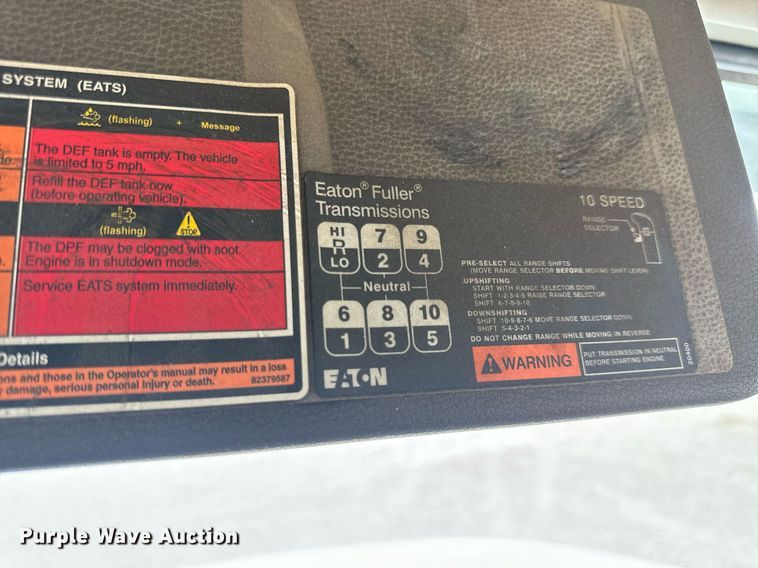 SYSTEM (EATS)
(flashing) + Message
The DEF tank is empty. The vehicle
is limited to 5 mph.
Refill the DEF tank now
(before operating vehicle).
(flashing) STOP
The DPF may be clogged with soot.
Engine is in shutdown mode.
Service EATS system immediately.
Details
ons and those in the Operator's manual may result in a loss
damage, serious personal injury or death. 82379587
Eaton® Fuller®
Transmissions
10 SPEED
RANGE
SELECTOR
HI
R
LO
7
2
9
4
Neutral
6
1
8
3
10
5
EATON
PRE-SELECT ALL RANGE SHIFTS
(MOVE RANGE SELECTOR BEFORE MOVING SHIFT LEVER)
UPSHIFTING
START WITH RANGE SELECTOR DOWN
SHIFT 1-2-3-4-5 RAISE RANGE SELECTOR
SHIFT 6-7-8-9-10
DOWNSHIFTING
SHIFT 10-9-8-7-6 MOVE RANGE SELECTOR DOWN
SHIFT 5-4-3-2-1
DO NOT CHANGE RANGE WHILE MOVING IN REVERSE
WARNING
PUT TRANSMISSION IN NEUTRAL
BEFORE STARTING ENGINE
20460
Purple Wave Auction